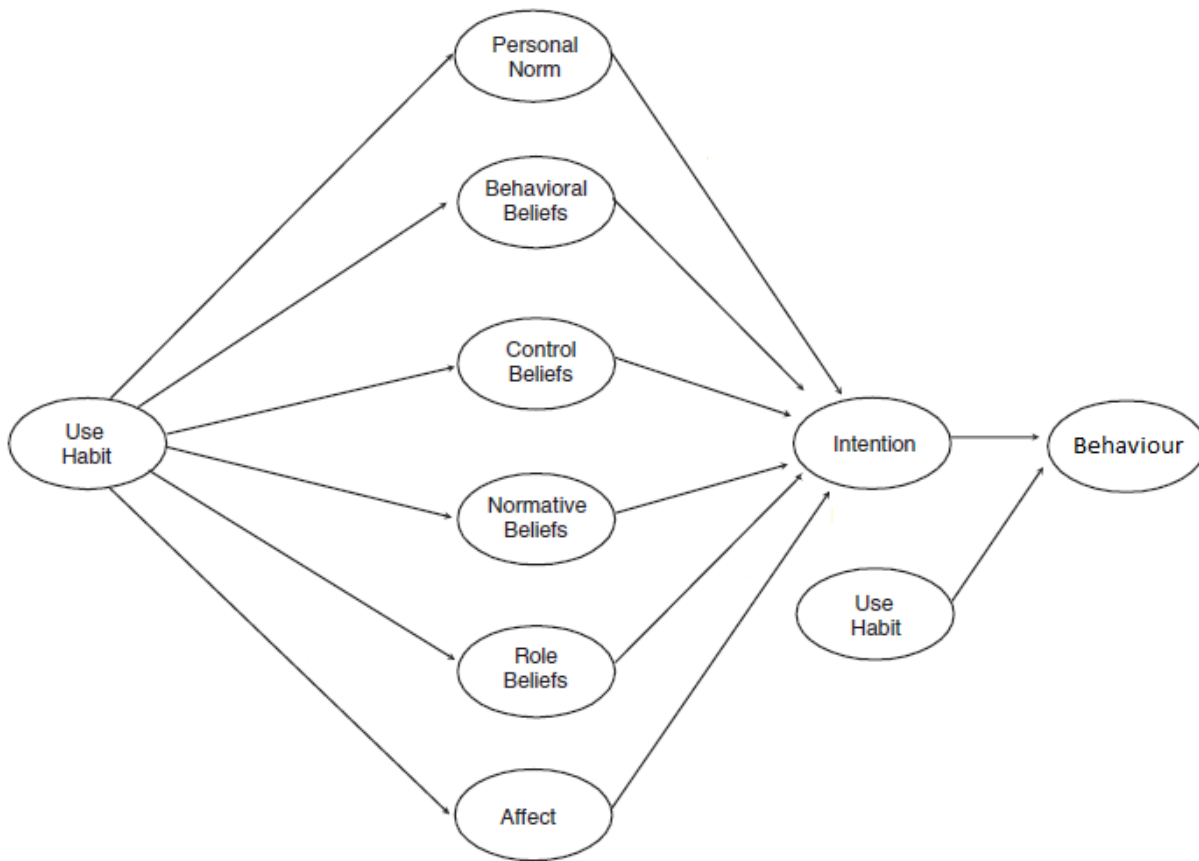 Personal
Norm
Behavioral
Beliefs
Control
Beliefs
Use
Habit
Intention
Behaviour
Normative
Beliefs
Use
Habit
Role
Beliefs
Affect